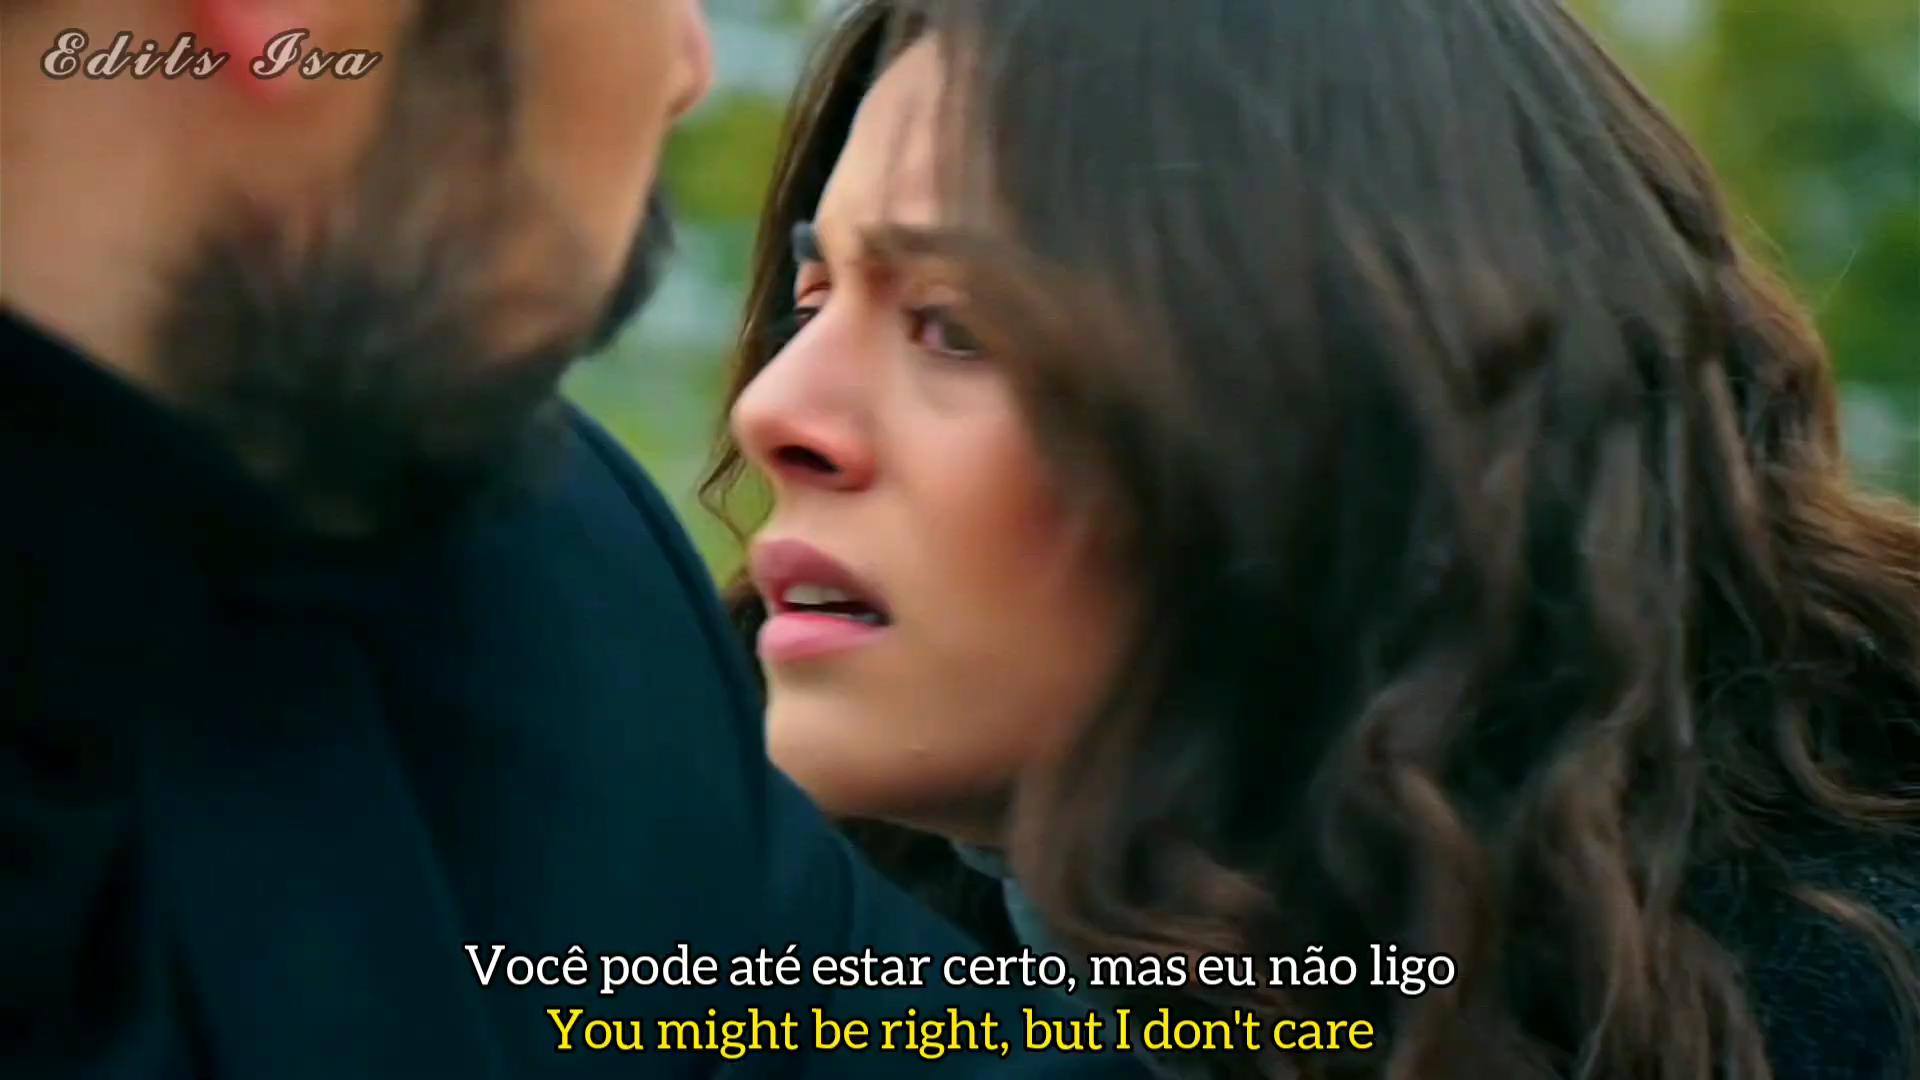 Edits Isa
Você pode até estar certo, mas eu não ligo
You might be right, but I don't care